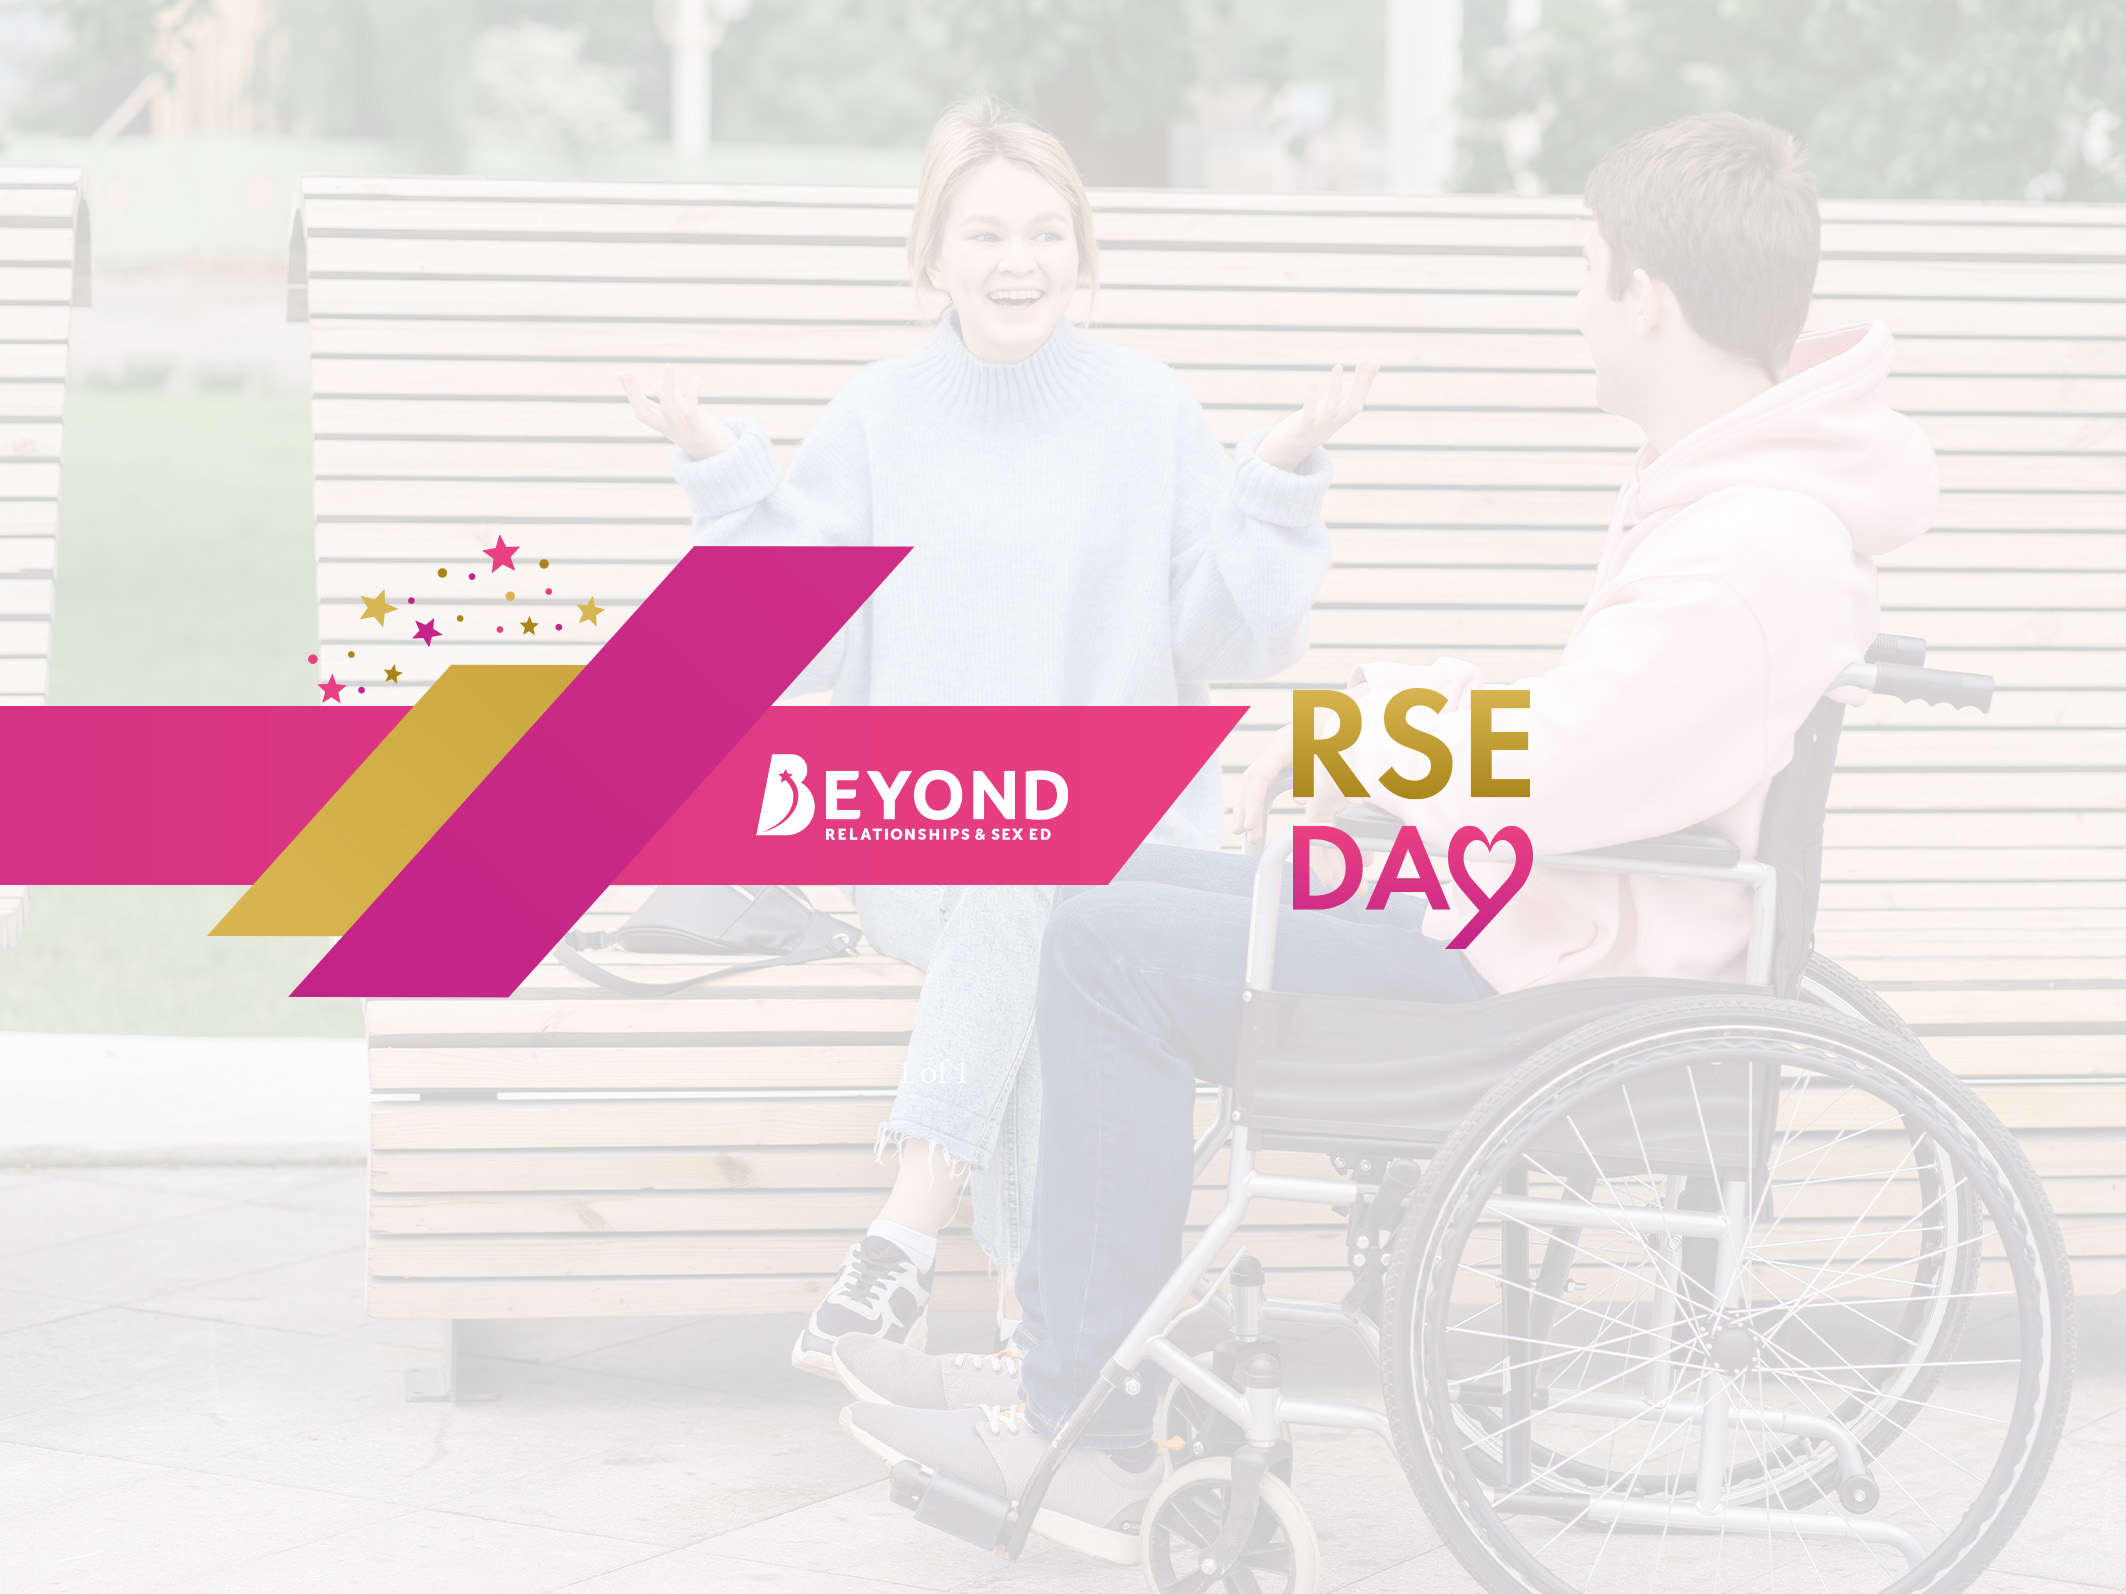 BEYOND
RELATIONSHIPS & SEX ED
RSE
DAY
1 of 1